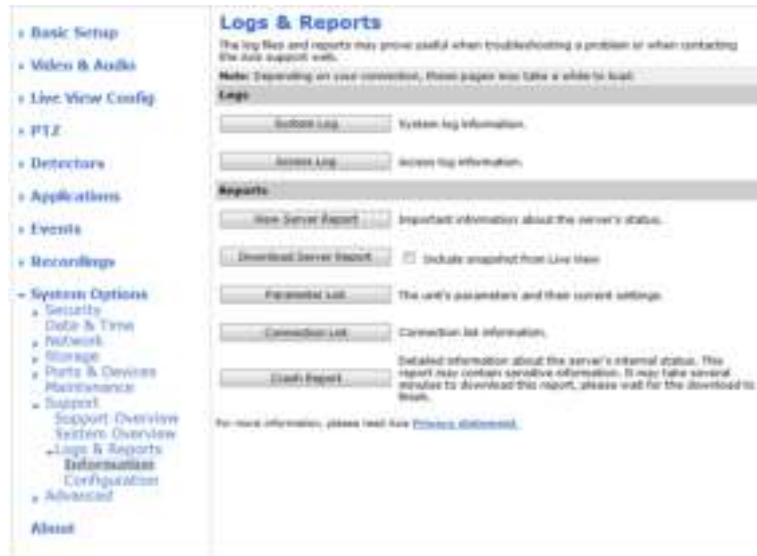 Basic Setup
Video & Audio
Live View Config
PTZ
Detectors
Applications
Events
Recordings
System Options
Security
Date & Time
Network
Storage
Ports & Devices
Maintenance
Support
Support Overview
System Overview
Logs & Reports
Information
Configuration
Advanced
About
Logs & Reports
The log files and reports may prove useful when troubleshooting a problem or when contacting
the Axis support web.
Note: Depending on your connection, these pages may take a while to load.
Logs
System Log
System log information.
Access Log
Access log information.
Reports
View Server Report
Important information about the server's status.
Download Server Report
Include snapshot from Live View
Parameter List
The unit's parameters and their current settings.
Connection List
Connection list information.
Crash Report
Detailed information about the server's internal status. This
report may contain sensitive information. It may take several
minutes to download this report, please wait for the download to
finish.
For more information, please read Axis Privacy statement.